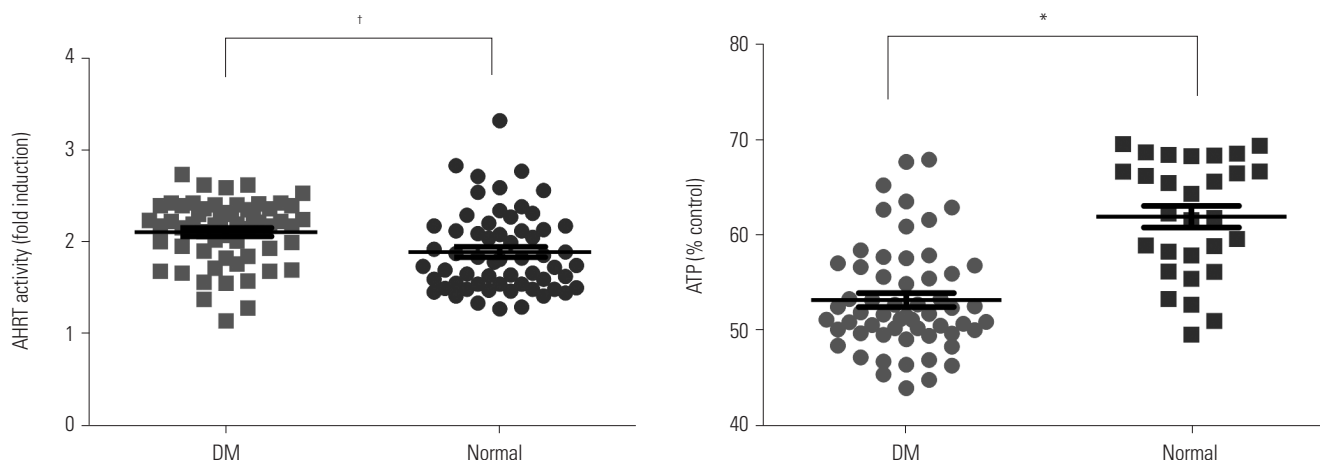 †
4
3
2
1
0
AHRT activity (fold induction)
DM
Normal
*
80
70
60
50
40
ATP (% control)
DM
Normal